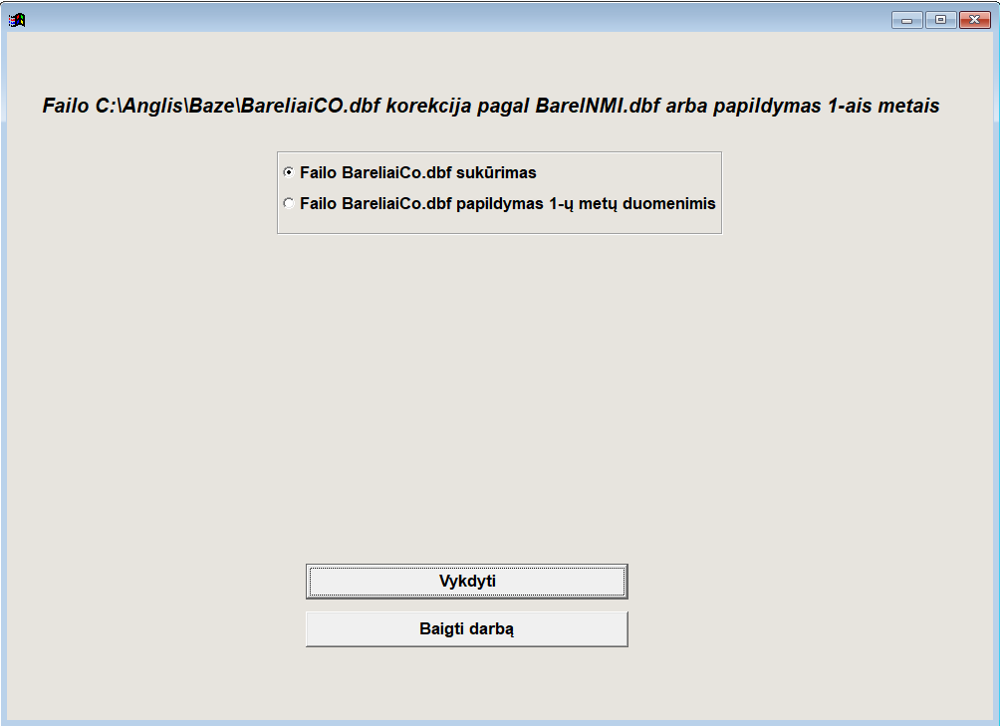 Failo C:\Anglis\Baze\BareliaiCO.dbf korekcija pagal BarelNMI.dbf arba papildymas 1-ais metais
Failo BareliaiCo.dbf sukūrimas
Failo BareliaiCo.dbf papildymas 1-ų metų duomenimis
Vykdyti
Baigti darbą